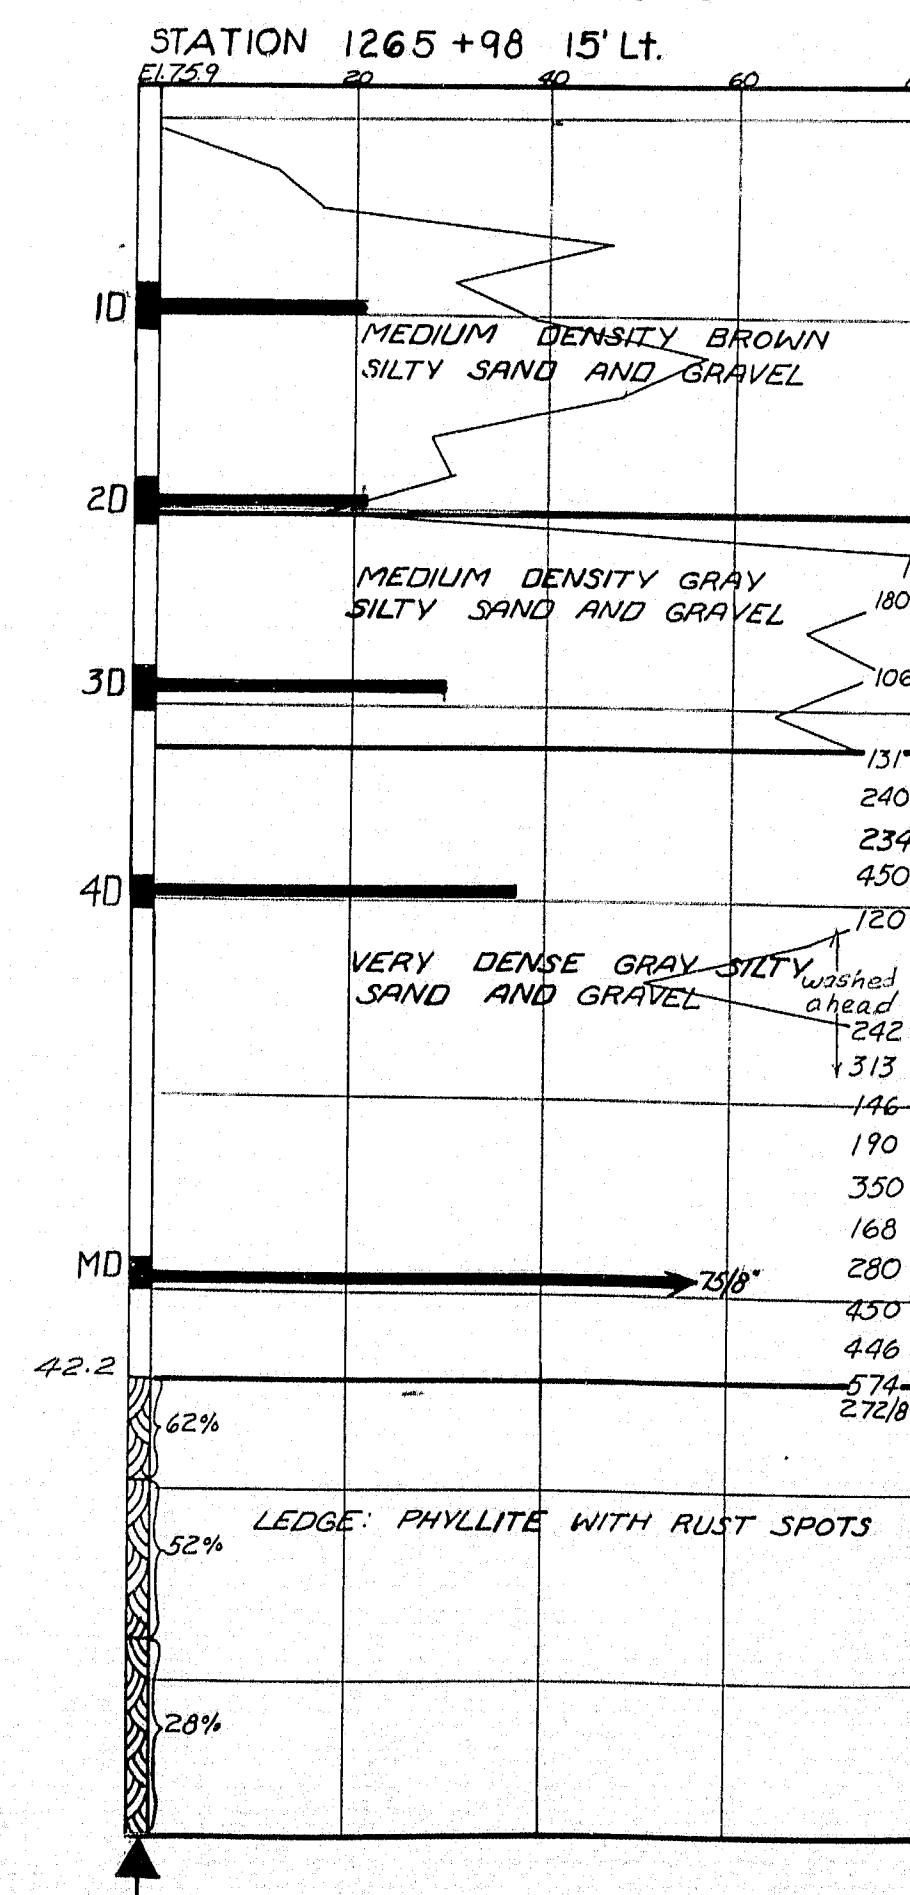 STATION 1265+98 15' Lt.
El.75.9 20 40 60
1D
MEDIUM DENSITY BROWN
SILTY SAND AND GRAVEL
2D
MEDIUM DENSITY GRAY
180
SILTY SAND AND GRAVEL
3D
106
131
240
234
450
4D
120
VERY DENSE GRAY SILTY
washed
SAND AND GRAVEL
ahead
242
313
146
190
350
168
MD
280
75/8"
450
446
42.2
574
272/8
62%
LEDGE: PHYLLITE WITH RUST SPOTS
52%
28%